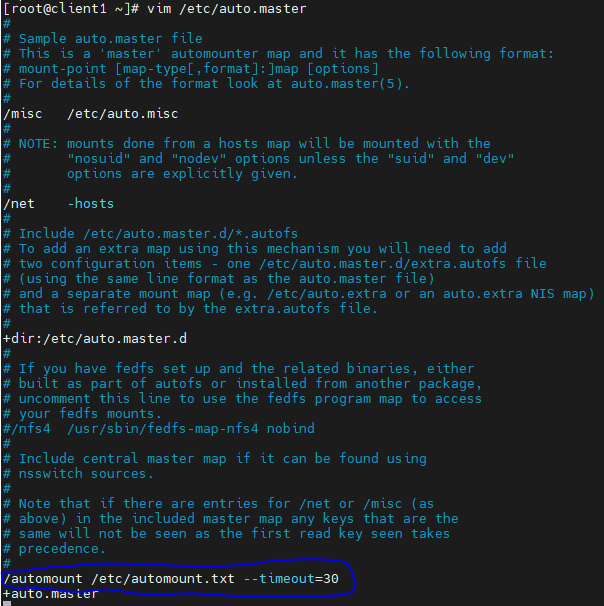 [root@client1 ~]# vim /etc/auto.master
#
# Sample auto.master file
# This is a 'master' automounter map and it has the following format:
# mount-point [map-type[,format]:]map [options]
# For details of the format look at auto.master(5).
#
/misc   /etc/auto.misc
#
# NOTE: mounts done from a hosts map will be mounted with the
#       "nosuid" and "nodev" options unless the "suid" and "dev"
#       options are explicitly given.
#
/net    -hosts
#
# Include /etc/auto.master.d/*.autofs
# To add an extra map using this mechanism you will need to add
# two configuration items - one /etc/auto.master.d/extra.autofs file
# (using the same line format as the auto.master file)
# and a separate mount map (e.g. /etc/auto.extra or an auto.extra NIS map)
# that is referred to by the extra.autofs file.
#
+dir:/etc/auto.master.d
#
# If you have fedfs set up and the related binaries, either
# built as part of autofs or installed from another package,
# uncomment this line to use the fedfs program map to access
# your fedfs mounts.
#/nfs4  /usr/sbin/fedfs-map-nfs4 nobind
#
# Include central master map if it can be found using
# nsswitch sources.
#
# Note that if there are entries for /net or /misc (as
# above) in the included master map any keys that are the
# same will not be seen as the first read key seen takes
# precedence.
#
/automount /etc/automount.txt --timeout=30
+auto.master